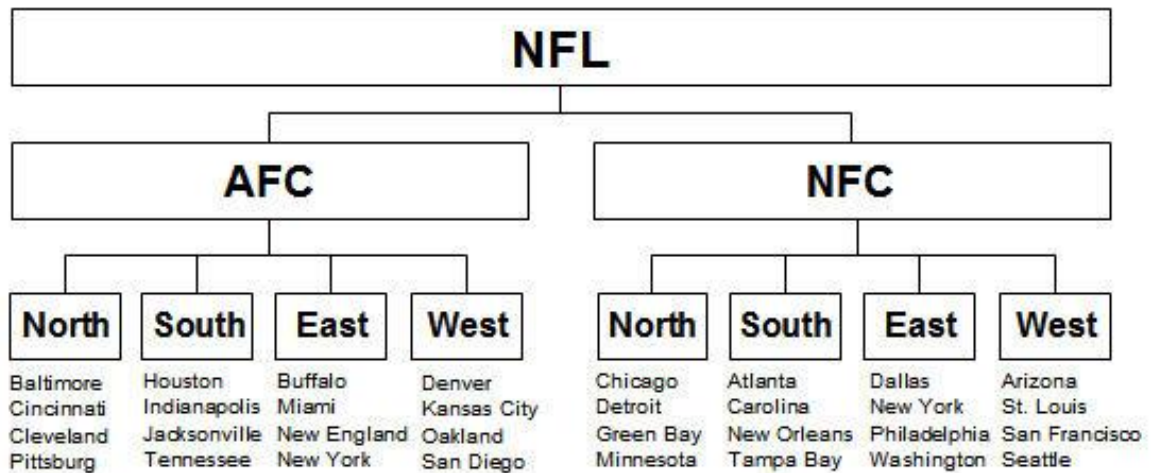 NFL
AFC
NFC
North
South
East
West
North
South
East
West
Baltimore
Cincinnati
Cleveland
Pittsburg
Houston
Indianapolis
Jacksonville
Tennessee
Buffalo
Miami
New England
New York
Denver
Kansas City
Oakland
San Diego
Chicago
Detroit
Green Bay
Minnesota
Atlanta
Carolina
New Orleans
Tampa Bay
Dallas
New York
Philadelphia
Washington
Arizona
St. Louis
San Francisco
Seattle